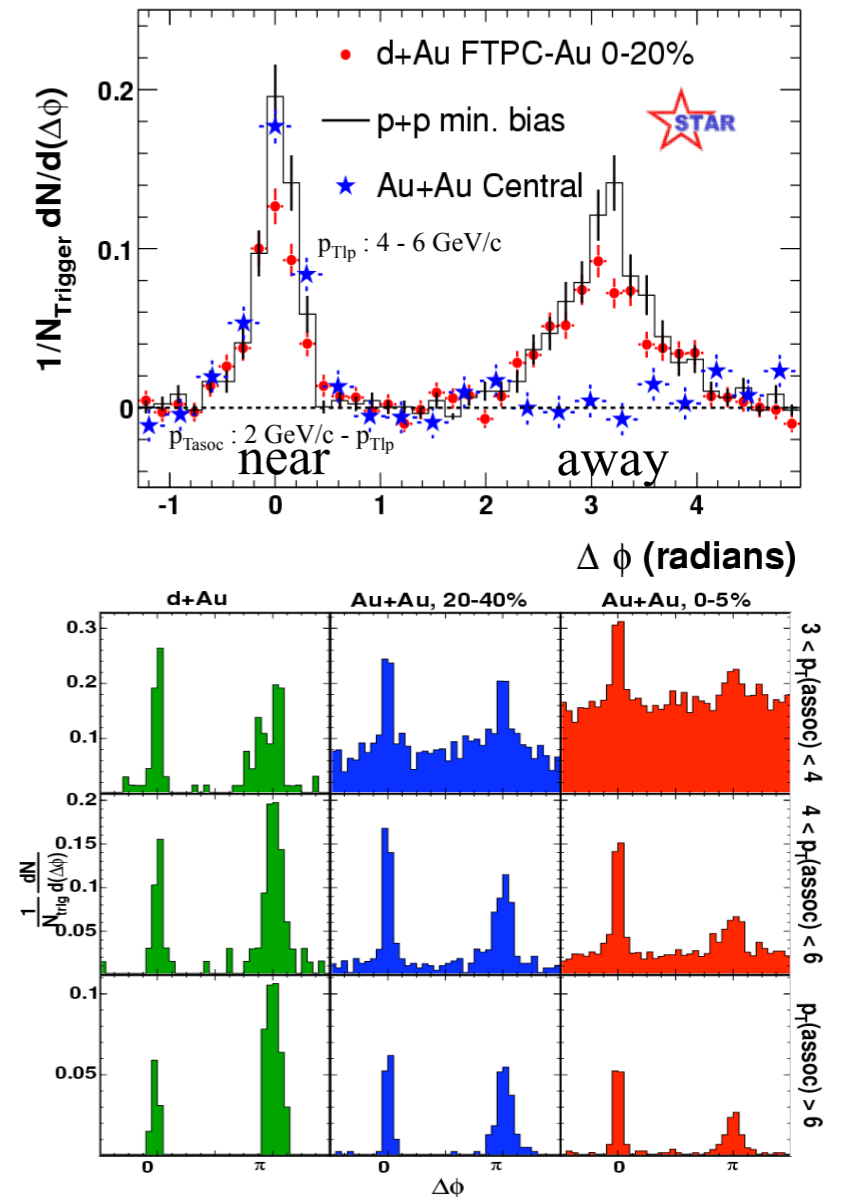 d+Au FTPC-Au 0-20%
p+p min. bias
Au+Au Central
STAR
1/N_Trigger dN/d(Δφ)
0.2
0.1
0
p_Tlp : 4 - 6 GeV/c
p_Tasoc : 2 GeV/c - p_Tlp
near
away
-1 0 1 2 3 4
Δ φ (radians)
d+Au
Au+Au, 20-40%
Au+Au, 0-5%
0.3
0.2
0.1
3 < p_T(assoc) < 4
0.2
0.15
0.1
0.05
4 < p_T(assoc) < 6
1/N_trig dN/d(Δφ)
0.1
0.05
p_T(assoc) > 6
0 π 0 π 0 π
Δφ